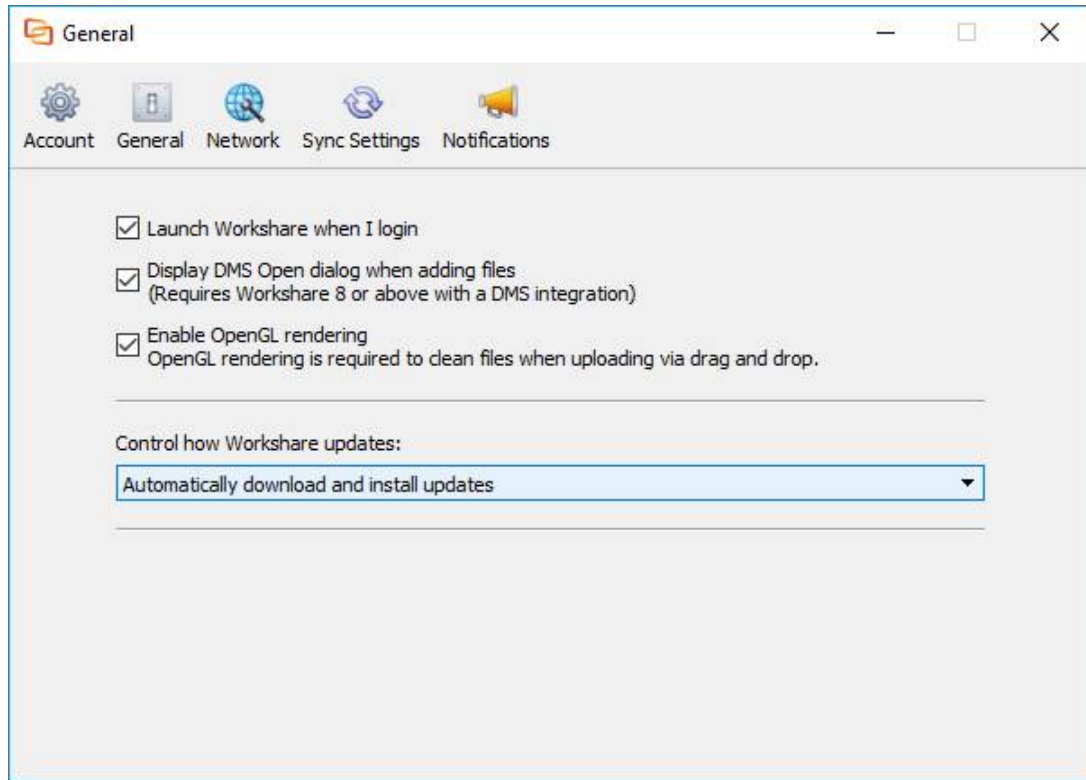 General
Account General Network Sync Settings Notifications
Launch Workshare when I login
Display DMS Open dialog when adding files
(Requires Workshare 8 or above with a DMS integration)
Enable OpenGL rendering
OpenGL rendering is required to clean files when uploading via drag and drop.
Control how Workshare updates:
Automatically download and install updates